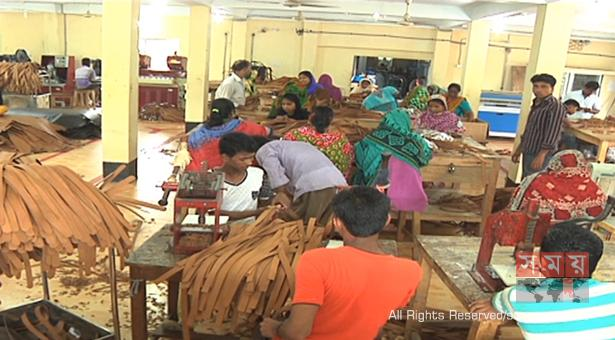 সময়
All rights Reserved/s